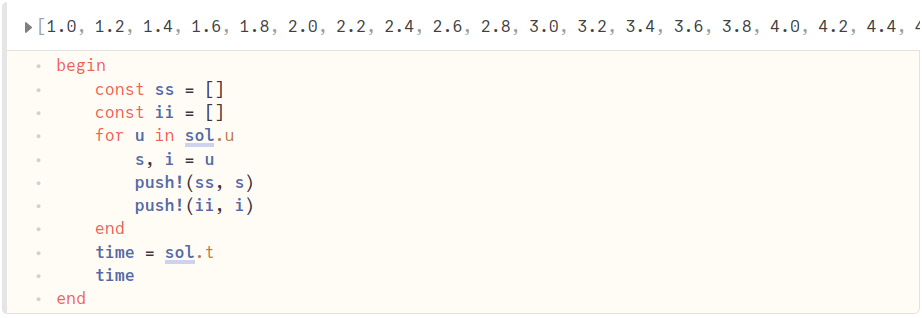 [1.0, 1.2, 1.4, 1.6, 1.8, 2.0, 2.2, 2.4, 2.6, 2.8, 3.0, 3.2, 3.4, 3.6, 3.8, 4.0, 4.2, 4.4,
begin
    const ss = []
    const ii = []
    for u in sol.u
        s, i = u
        push!(ss, s)
        push!(ii, i)
    end
    time = sol.t
    time
end